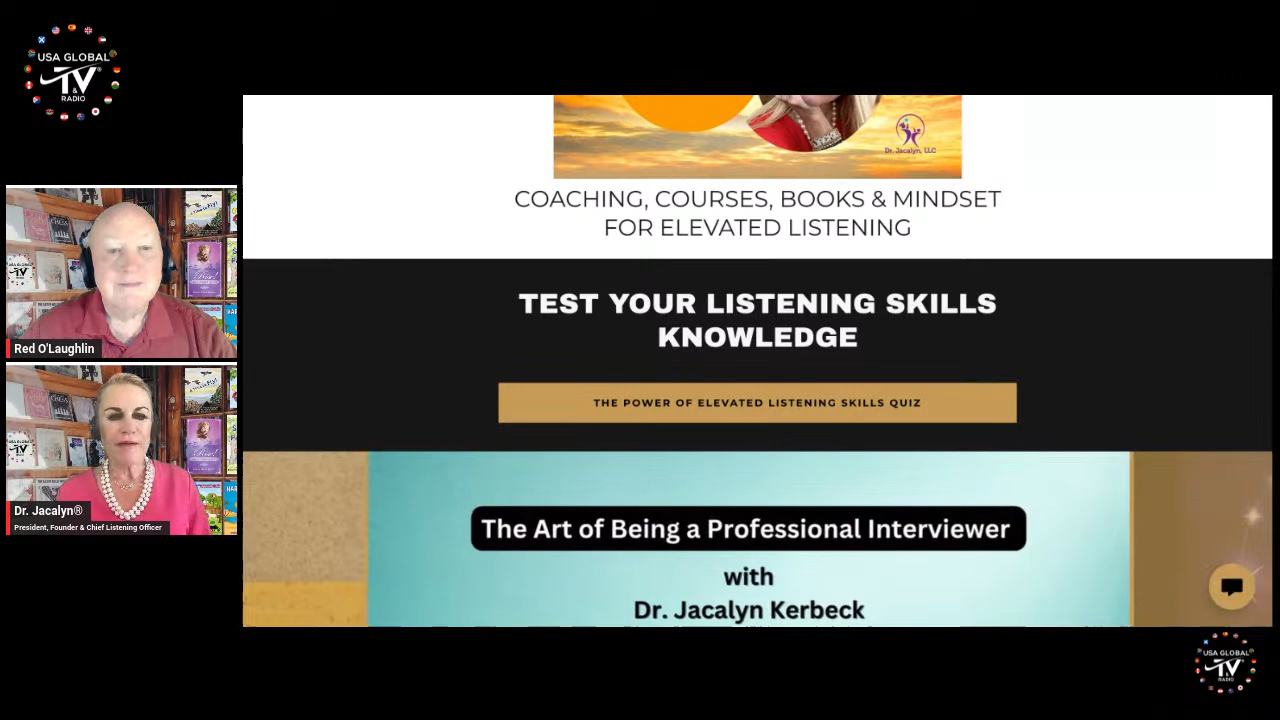 USA GLOBAL
TV
&
RADIO
Red O'Laughlin
Dr. Jacalyn®
President, Founder & Chief Listening Officer
Dr. Jacalyn, LLC
COACHING, COURSES, BOOKS & MINDSET
FOR ELEVATED LISTENING
TEST YOUR LISTENING SKILLS
KNOWLEDGE
THE POWER OF ELEVATED LISTENING SKILLS QUIZ
The Art of Being a Professional Interviewer
with
Dr. Jacalyn Kerbeck
USA GLOBAL
TV
&
RADIO